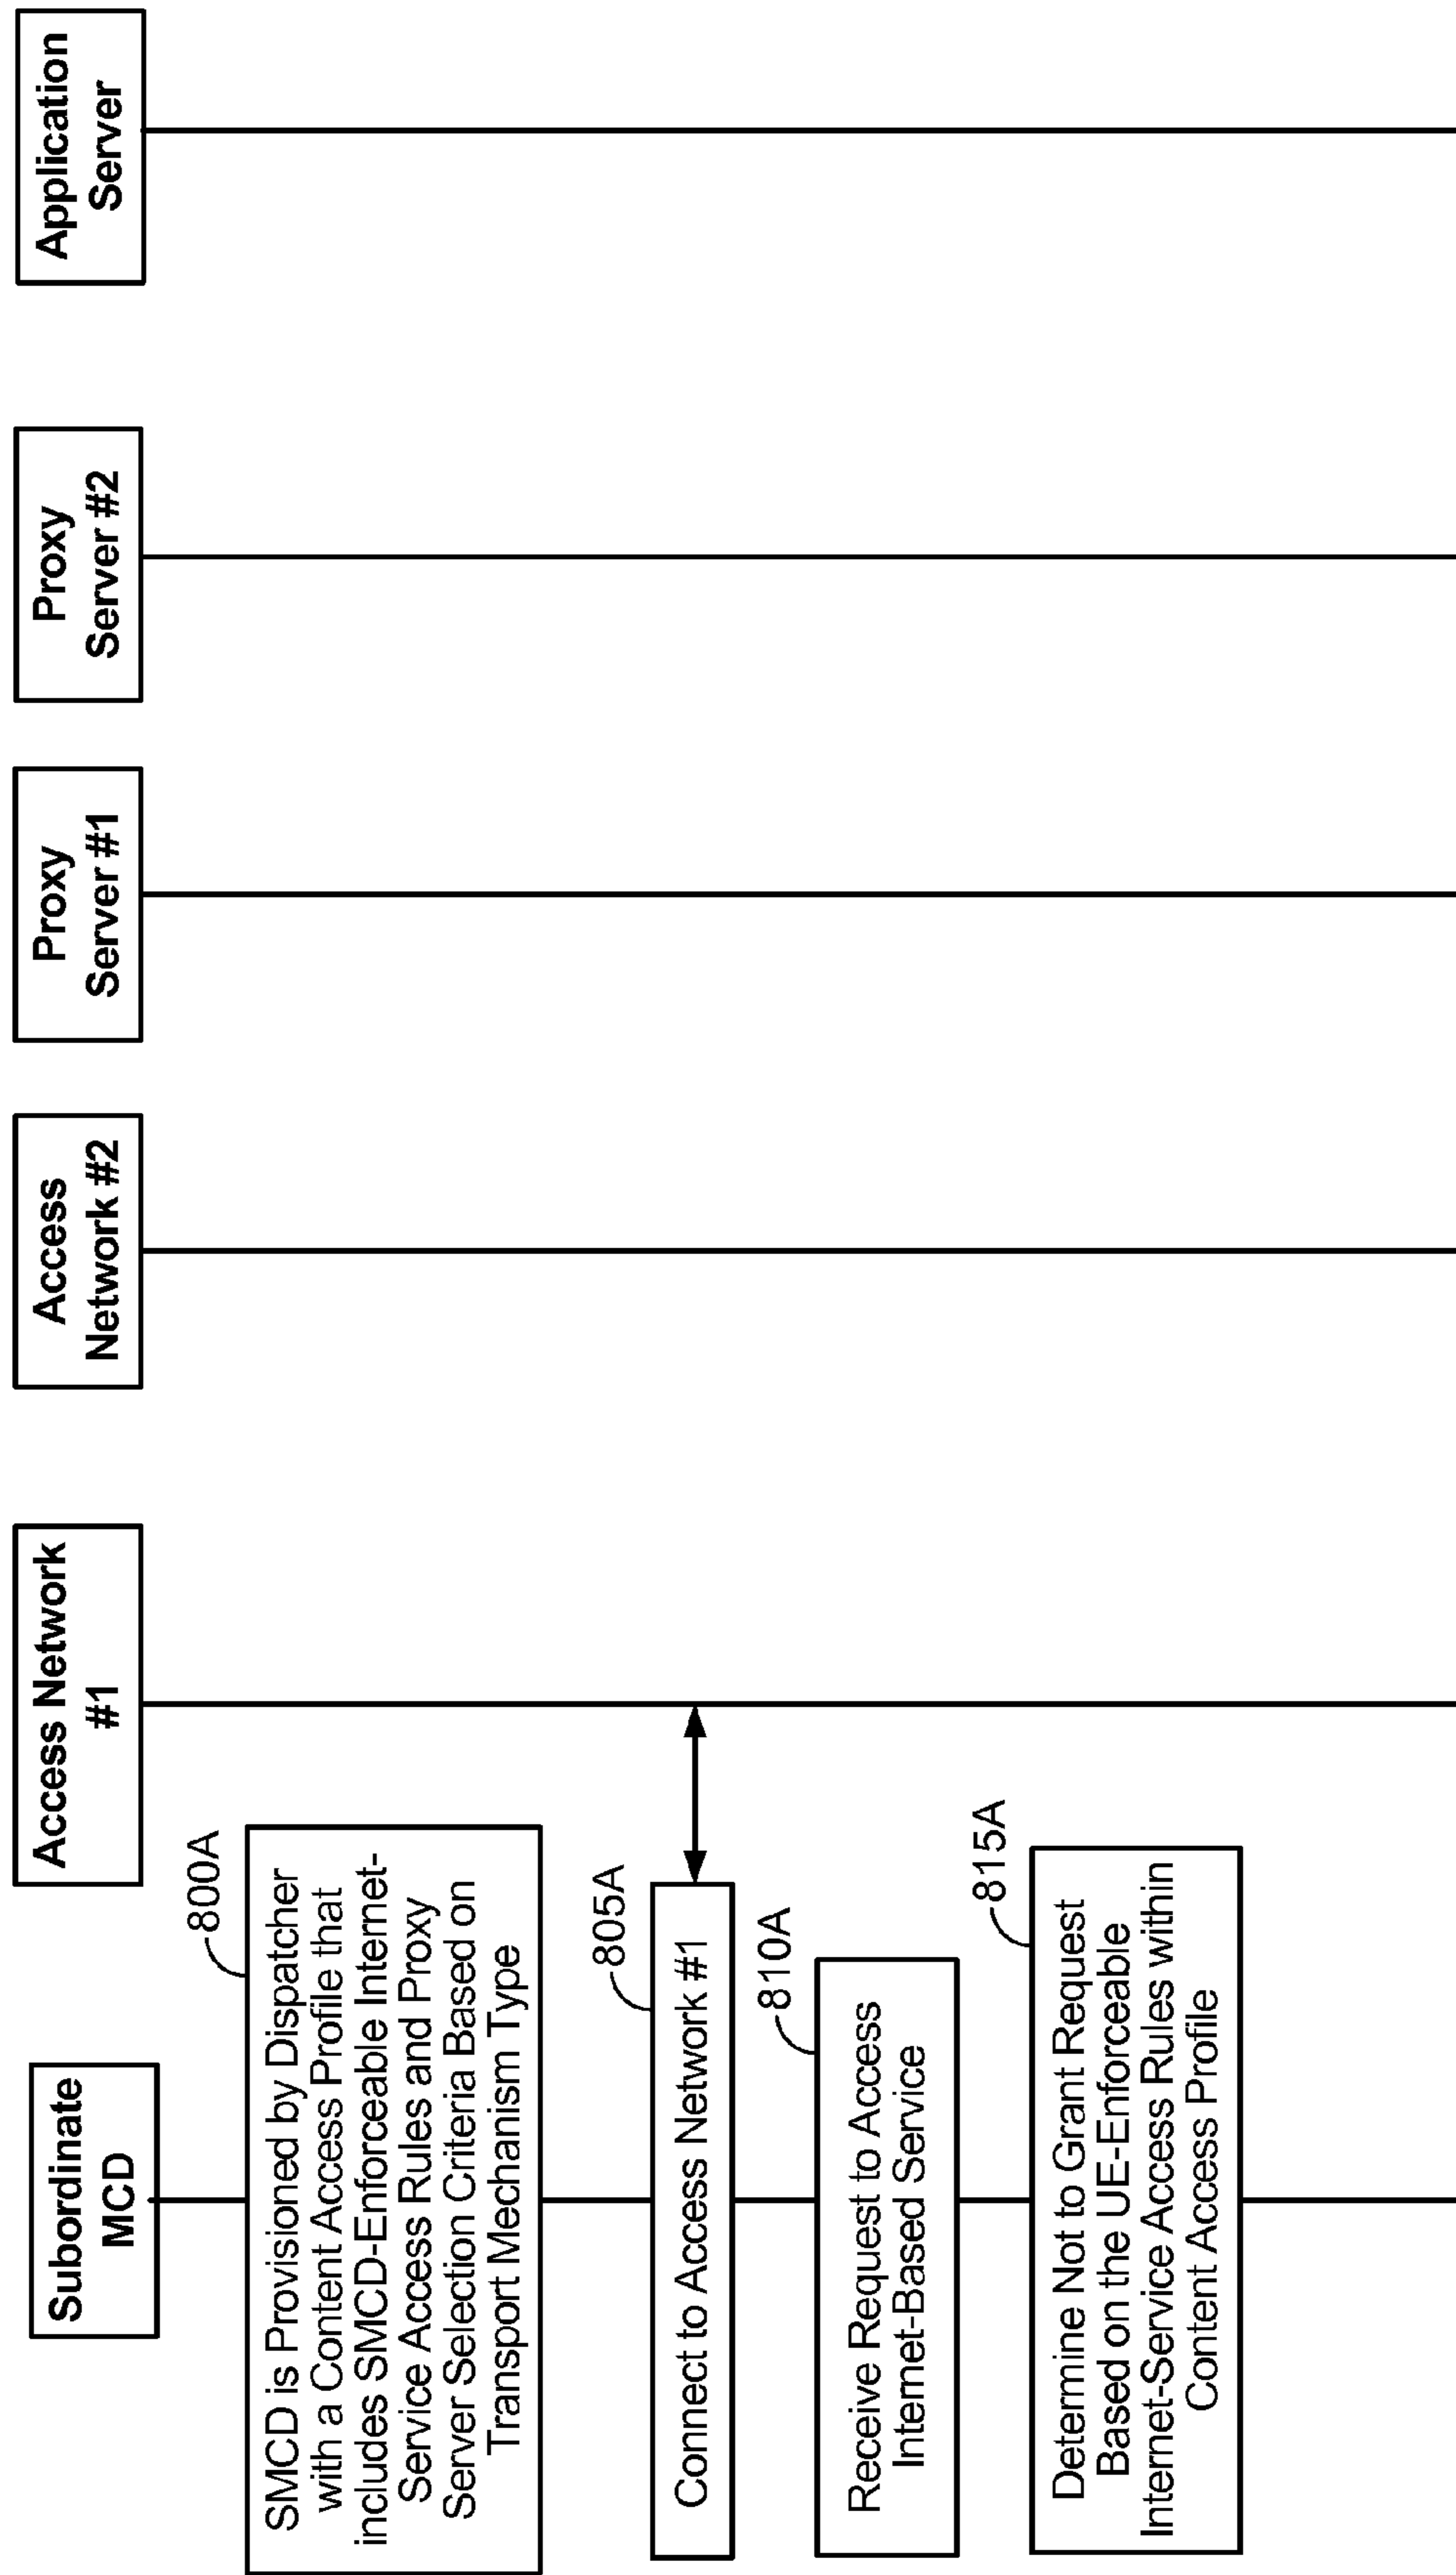 Subordinate
MCD
Access Network
#1
Access
Network #2
Proxy
Server #1
Proxy
Server #2
Application
Server
800A
SMCD is Provisioned by Dispatcher
with a Content Access Profile that
includes SMCD-Enforceable Internet-
Service Access Rules and Proxy
Server Selection Criteria Based on
Transport Mechanism Type
805A
Connect to Access Network #1
810A
Receive Request to Access
Internet-Based Service
815A
Determine Not to Grant Request
Based on the UE-Enforceable
Internet-Service Access Rules within
Content Access Profile